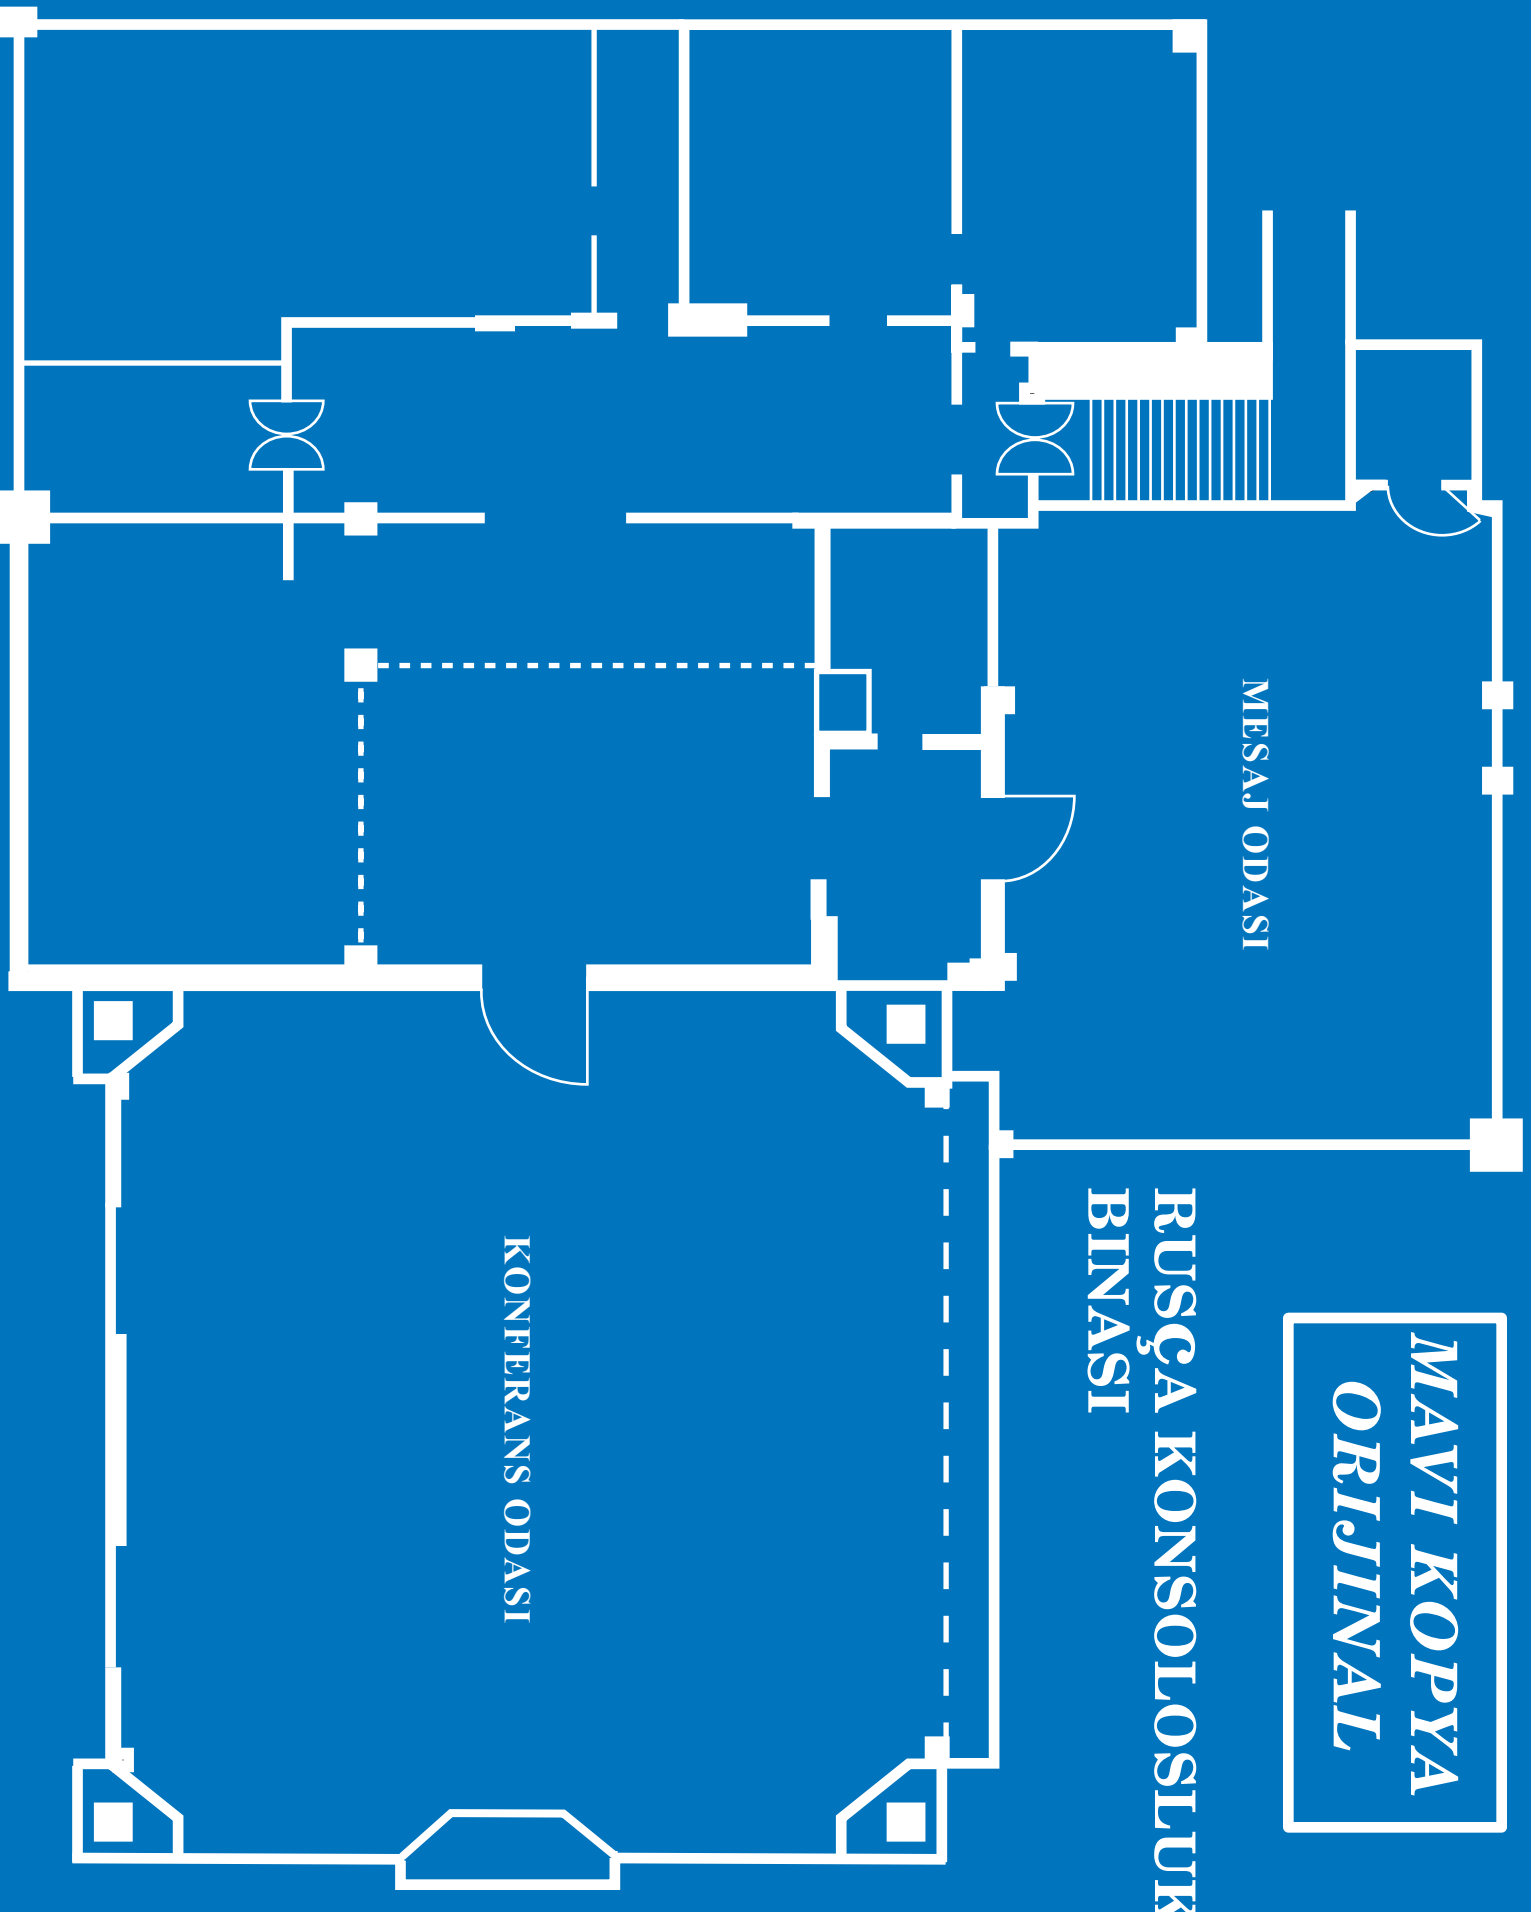 MESAJ ODASI
KONFERANS ODASI
RUSÇA KONSOLOSLUK
BINASI
MAVI KOPYA
ORIJINAL